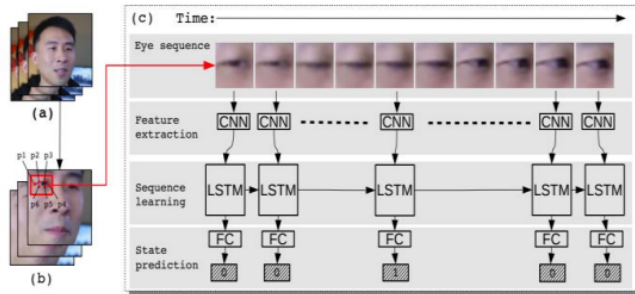 (c) Time:
Eye sequence
(a)
Feature
extraction
CNN CNN CNN CNN CNN
p1 p2 p3
p6 p5 p4
Sequence
learning
LSTM LSTM LSTM LSTM LSTM
FC FC FC FC FC
State
prediction
0 0 1 0 0
(b)